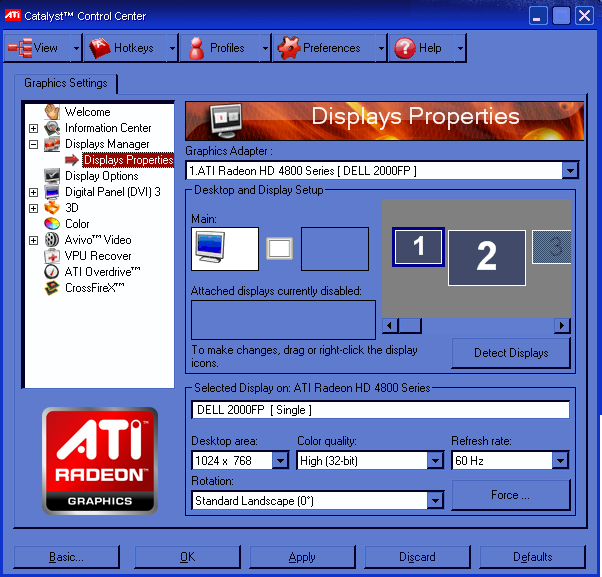 ATI Catalyst™ Control Center
View Hotkeys Profiles Preferences Help
Graphics Settings
Welcome
Information Center
Displays Manager
Displays Properties
Display Options
Digital Panel (DVI) 3
3D
Color
Avivo™ Video
VPU Recover
ATI Overdrive™
CrossFireX™
ATI
RADEON™
GRAPHICS
Displays Properties
Graphics Adapter :
1.ATI Radeon HD 4800 Series [ DELL 2000FP ]
Desktop and Display Setup
Main:
1 2 3
Attached displays currently disabled:
To make changes, drag or right-click the display
icons.
Detect Displays
Selected Display on: ATI Radeon HD 4800 Series
DELL 2000FP [ Single ]
Desktop area: Color quality: Refresh rate:
1024 x 768 High (32-bit) 60 Hz
Rotation:
Standard Landscape (0°)
Force ...
Basic... OK Apply Discard Defaults